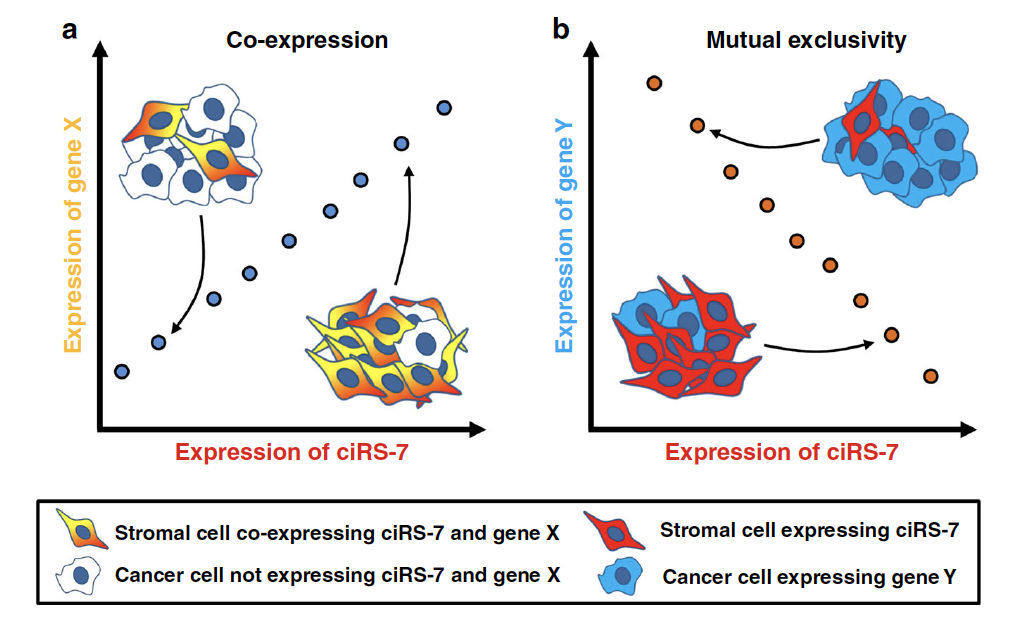 a
Co-expression
Expression of gene X
Expression of ciRS-7
b
Mutual exclusivity
Expression of gene Y
Expression of ciRS-7
Stromal cell co-expressing ciRS-7 and gene X
Cancer cell not expressing ciRS-7 and gene X
Stromal cell expressing ciRS-7
Cancer cell expressing gene Y